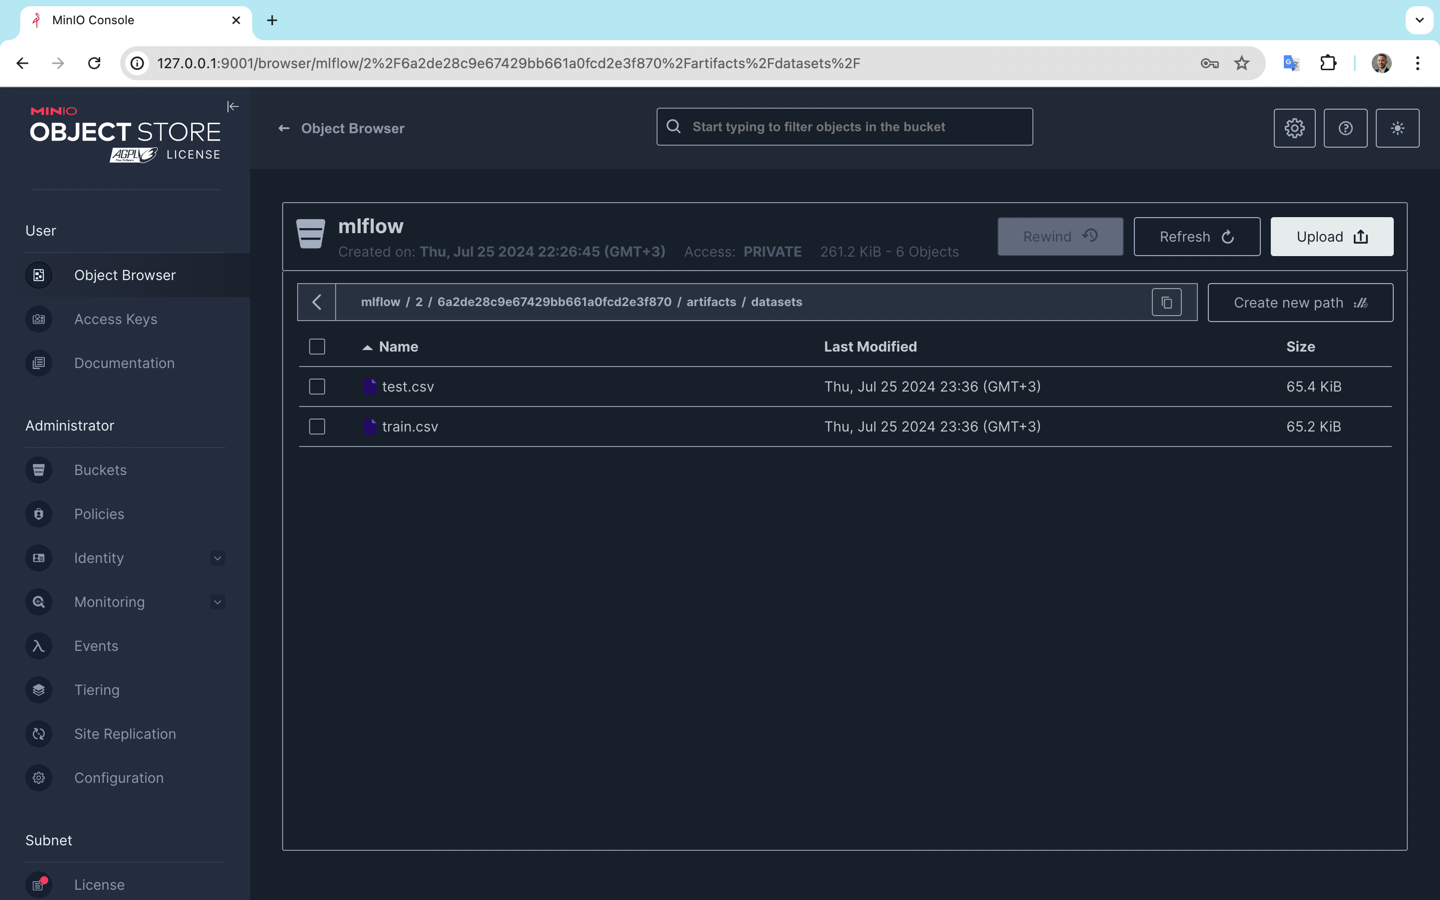 MinIO Console
127.0.0.1:9001/browser/mlflow/2%2F6a2de28c9e67429bb661a0fcd2e3f870%2Fartifacts%2Fdatasets%2F
MINIO
OBJECT STORE
AGPLV3 LICENSE
User
Object Browser
Access Keys
Documentation
Administrator
Buckets
Policies
Identity
Monitoring
Events
Tiering
Site Replication
Configuration
Subnet
License
Object Browser
Start typing to filter objects in the bucket
mlflow
Created on: Thu, Jul 25 2024 22:26:45 (GMT+3) Access: PRIVATE 261.2 KiB - 6 Objects
Rewind
Refresh
Upload
mlflow / 2 / 6a2de28c9e67429bb661a0fcd2e3f870 / artifacts / datasets
Create new path
Name Last Modified Size
test.csv Thu, Jul 25 2024 23:36 (GMT+3) 65.4 KiB
train.csv Thu, Jul 25 2024 23:36 (GMT+3) 65.2 KiB